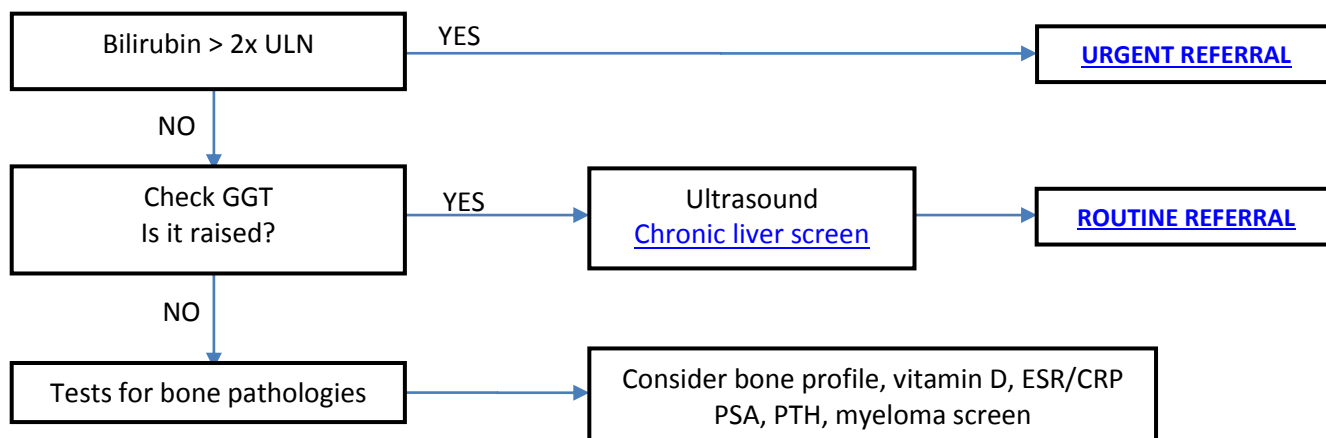 Bilirubin > 2x ULN
YES
URGENT REFERRAL
NO
Check GGT
Is it raised?
YES
Ultrasound
Chronic liver screen
ROUTINE REFERRAL
NO
Tests for bone pathologies
Consider bone profile, vitamin D, ESR/CRP
PSA, PTH, myeloma screen